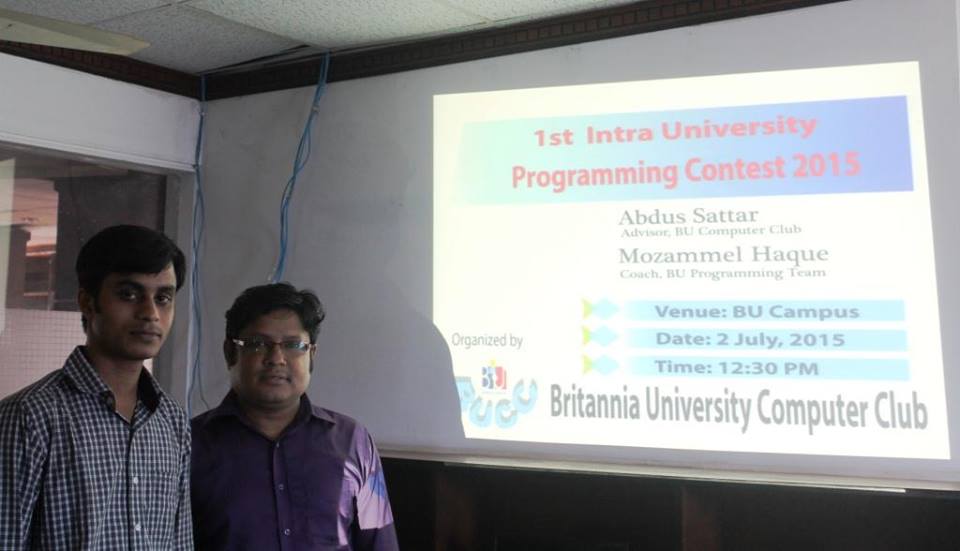 1st Intra University
Programming Contest 2015
Abdus Sattar
Advisor, BU Computer Club
Mozammel Haque
Coach, BU Programming Team
Venue: BU Campus
Date: 2 July, 2015
Time: 12:30 PM
Organized by
BU
BUCC
Britannia University Computer Club